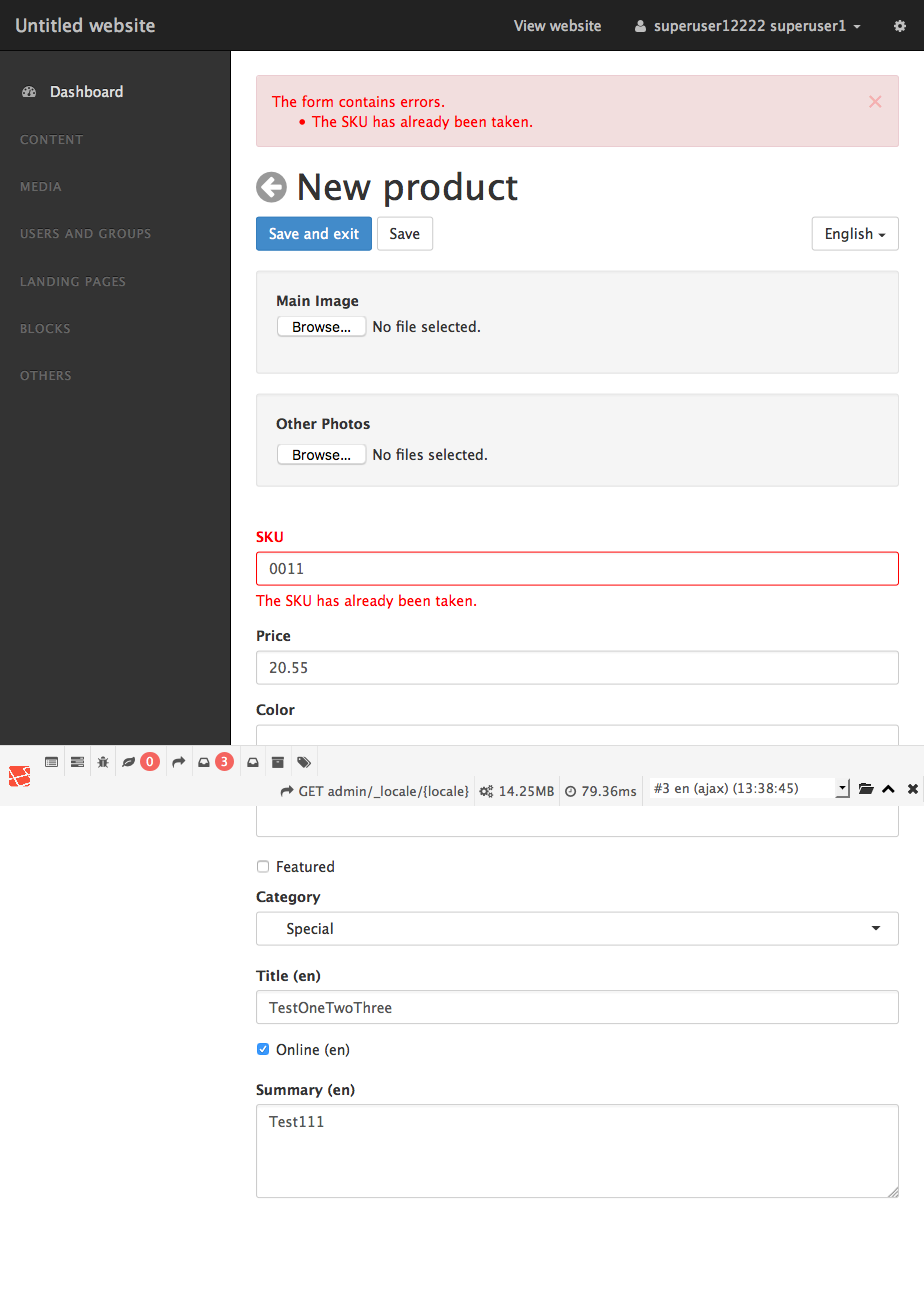 Untitled website
View website
superuser12222 superuser1
Dashboard
CONTENT
MEDIA
USERS AND GROUPS
LANDING PAGES
BLOCKS
OTHERS
The form contains errors.
The SKU has already been taken.
New product
Save and exit
Save
English
Main Image
Browse... No file selected.
Other Photos
Browse... No files selected.
SKU
0011
The SKU has already been taken.
Price
20.55
Color
0
3
GET admin/_locale/{locale}
14.25MB
79.36ms
#3 en (ajax) (13:38:45)
Featured
Category
Special
Title (en)
TestOneTwoThree
Online (en)
Summary (en)
Test111